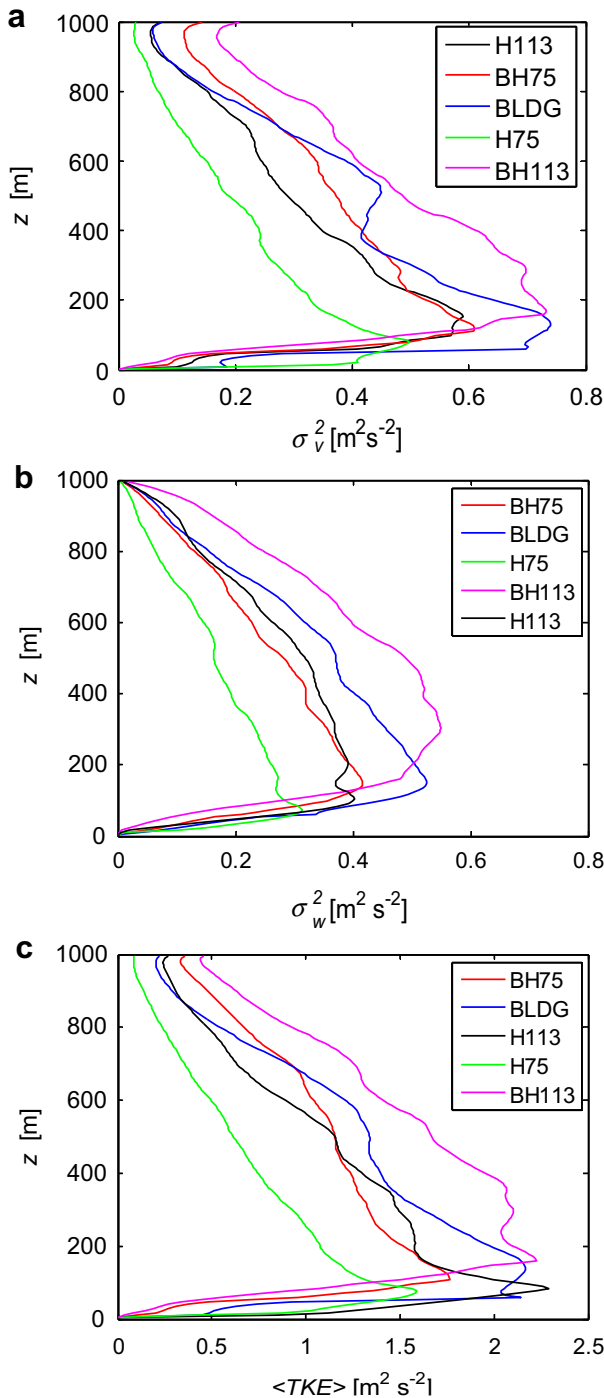 a
1000
800
600
400
200
0
z [m]
H113
BH75
BLDG
H75
BH113
0 0.2 0.4 0.6 0.8
σ_v^2 [m²s⁻²]
b
1000
800
600
400
200
0
z [m]
BH75
BLDG
H75
BH113
H113
0 0.2 0.4 0.6 0.8
σ_w^2 [m² s⁻²]
c
1000
800
600
400
200
0
z [m]
BH75
BLDG
H113
H75
BH113
0 0.5 1 1.5 2 2.5
<TKE> [m² s⁻²]